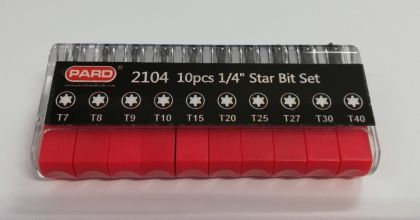 PARD
2104 10pcs 1/4" Star Bit Set
T7 T8 T9 T10 T15 T20 T25 T27 T30 T40